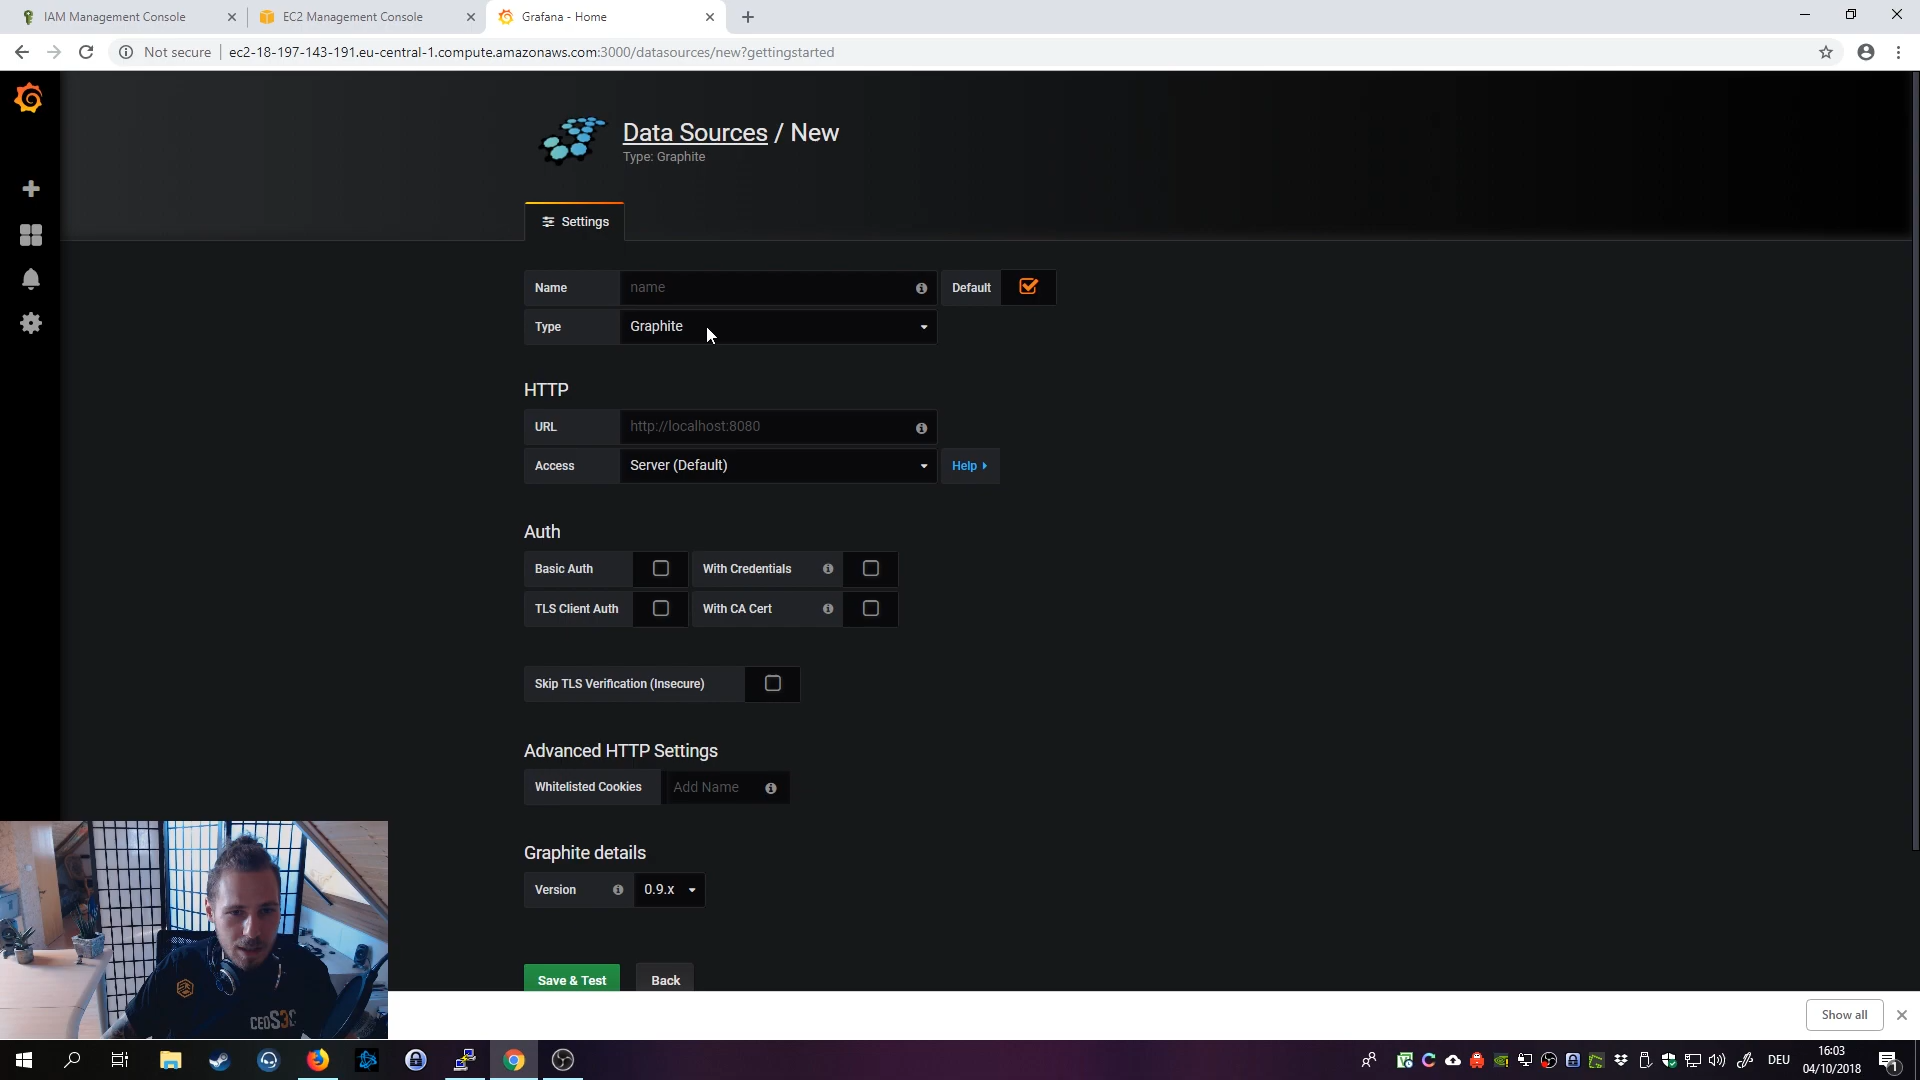 IAM Management Console
EC2 Management Console
Grafana - Home
Not secure
ec2-18-197-143-191.eu-central-1.compute.amazonaws.com:3000/datasources/new?gettingstarted
Data Sources / New
Type: Graphite
Settings
Name
name
Default
Type
Graphite
HTTP
URL
http://localhost:8080
Access
Server (Default)
Help
Auth
Basic Auth
With Credentials
TLS Client Auth
With CA Cert
Skip TLS Verification (Insecure)
Advanced HTTP Settings
Whitelisted Cookies
Add Name
Graphite details
Version
0.9.x
Save & Test
Back
Show all
DEU
16:03
04/10/2018
1